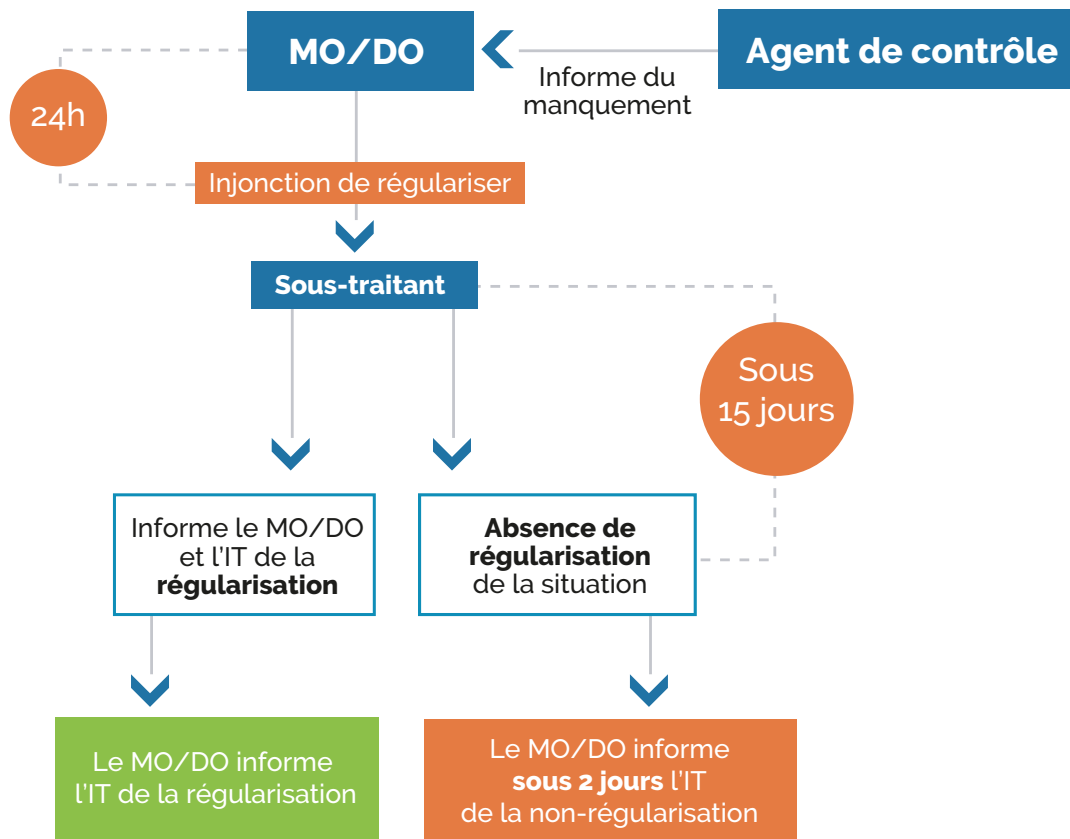 MO/DO
Agent de contrôle
Informe du
manquement
24h
Injonction de régulariser
Sous-traitant
Sous
15 jours
Informe le MO/DO
et l'IT de la
régularisation
Absence de
régularisation
de la situation
Le MO/DO informe
l'IT de la régularisation
Le MO/DO informe
sous 2 jours l'IT
de la non-régularisation